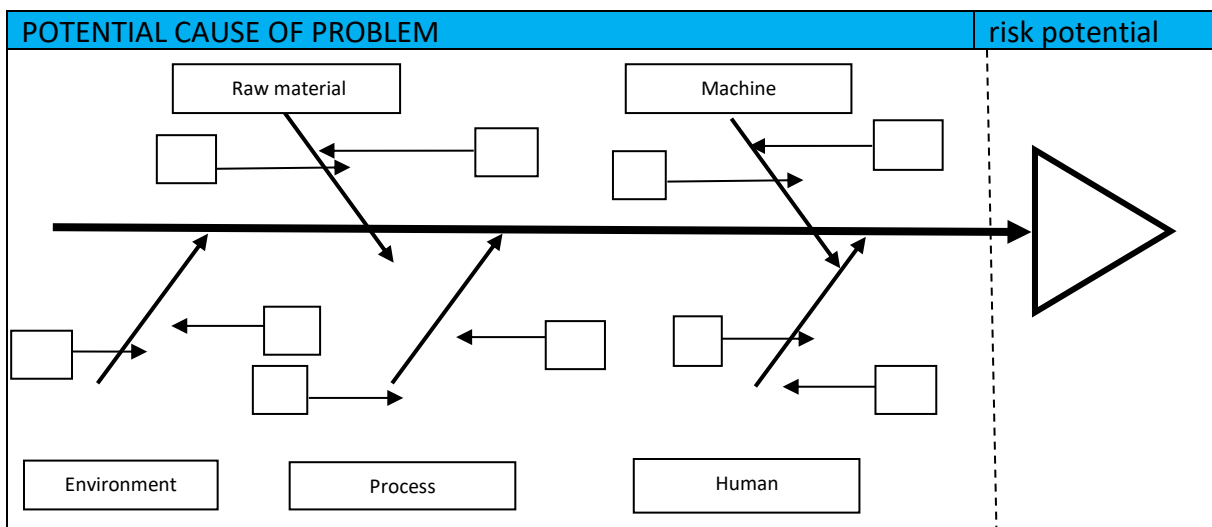 POTENTIAL CAUSE OF PROBLEM
risk potential
Raw material
Machine
Environment
Process
Human